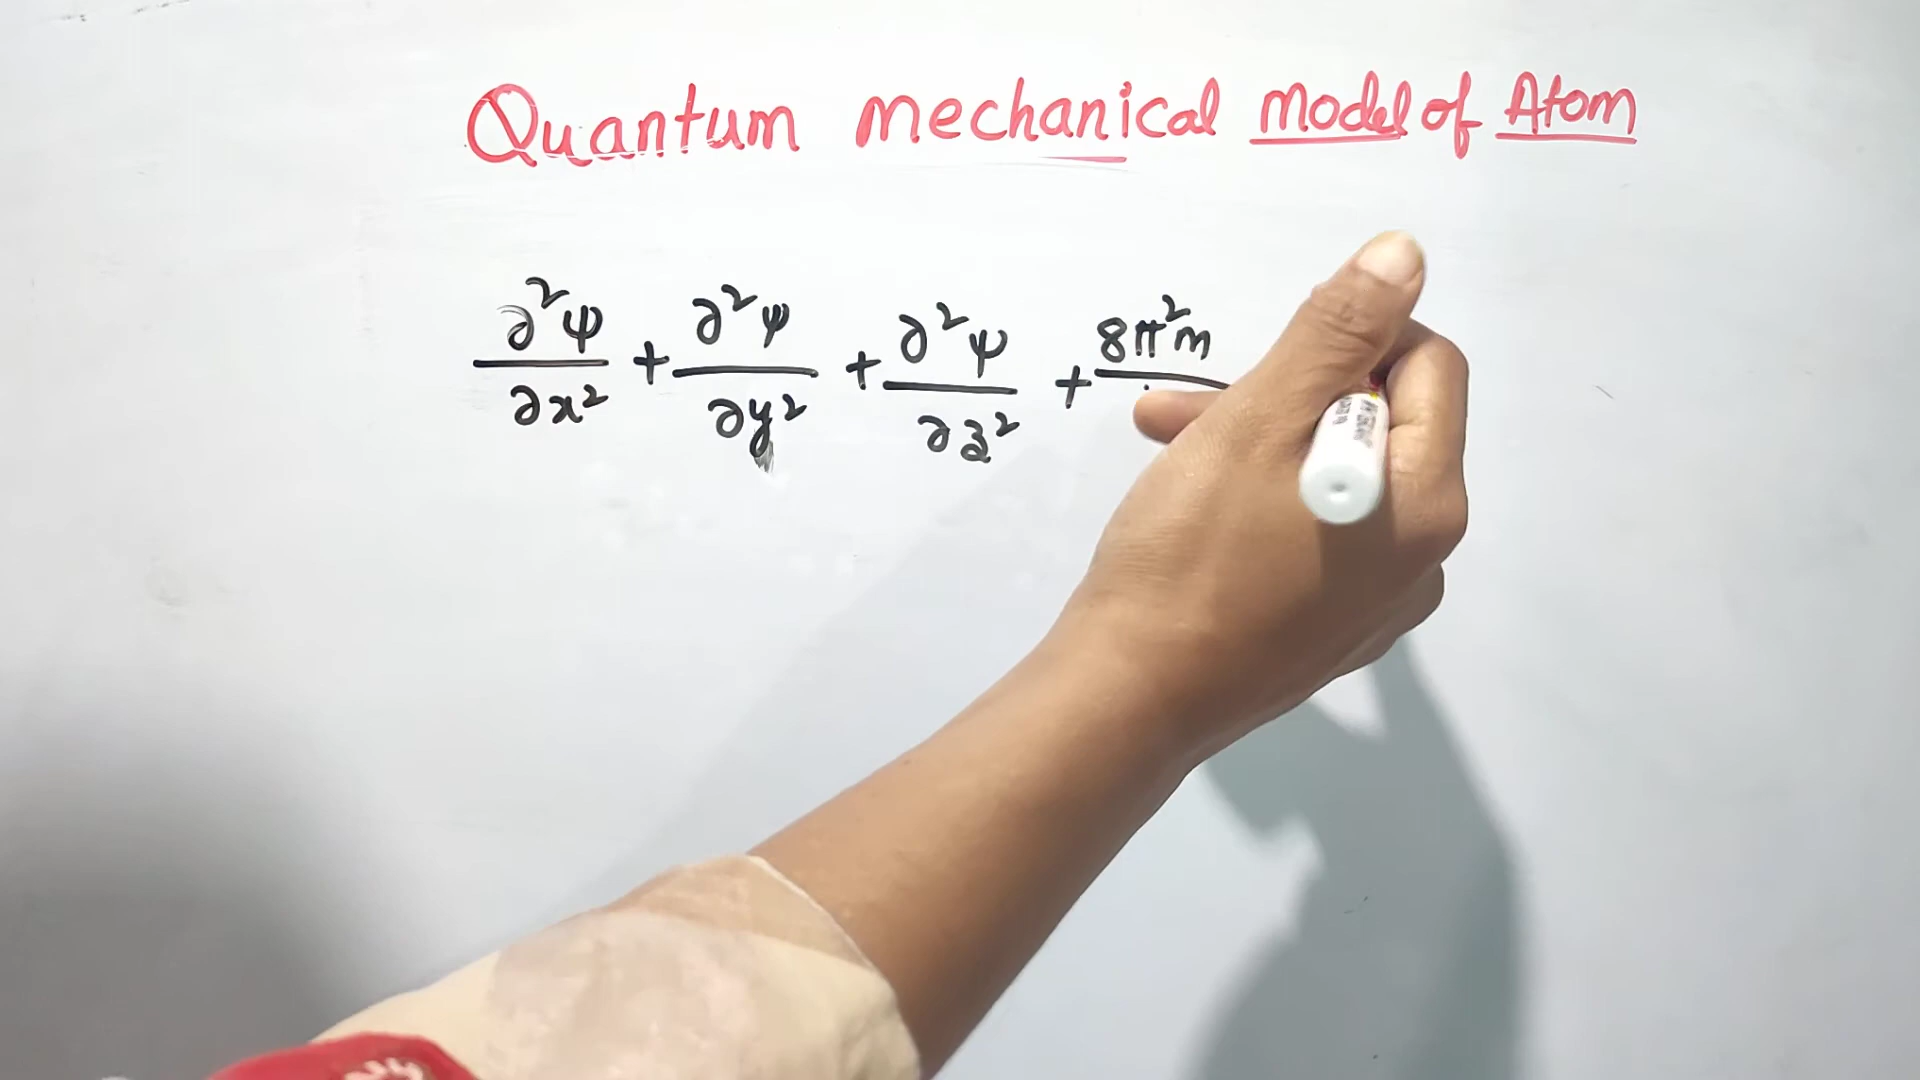 Quantum mechanical model of Atom
∂²ψ/∂x² + ∂²ψ/∂y² + ∂²ψ/∂z² + 8π²m